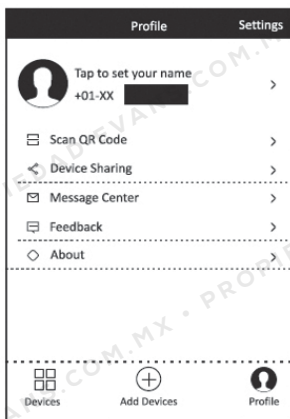 Profile Settings
Tap to set your name
+01-XX
Scan QR Code
Device Sharing
Message Center
Feedback
About
Devices Add Devices Profile